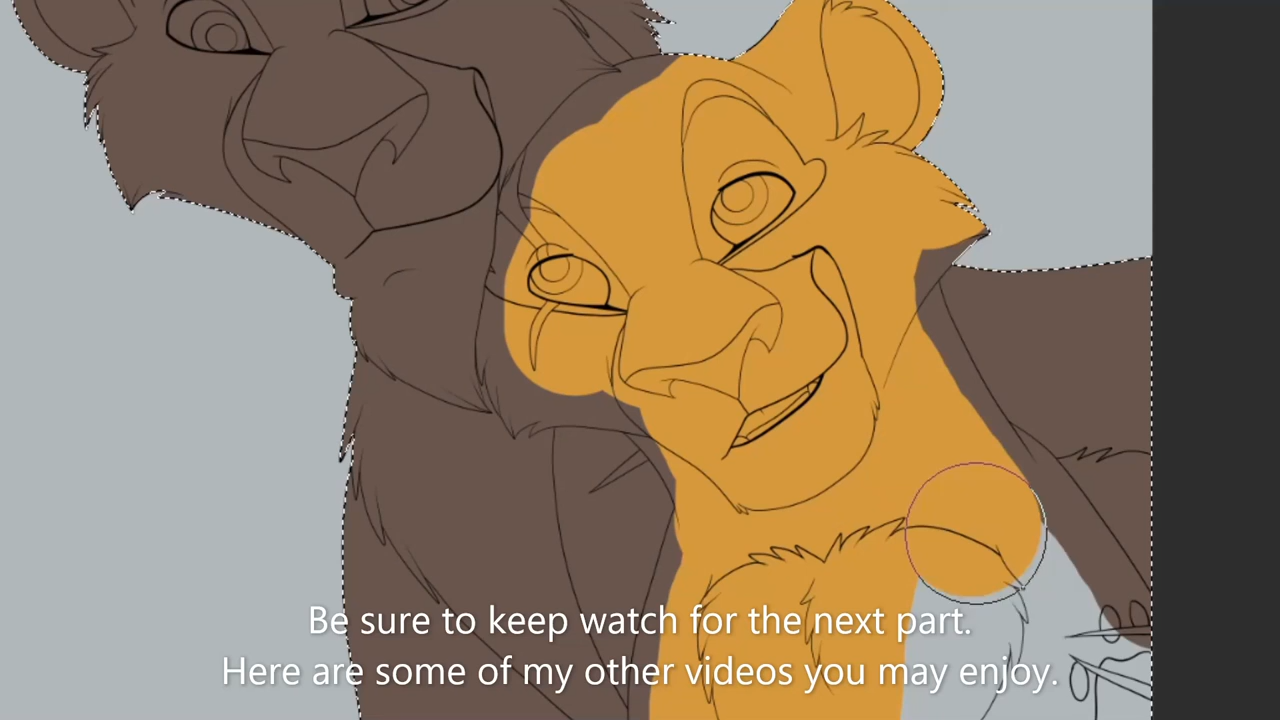 Be sure to keep watch for the next part.
Here are some of my other videos you may enjoy.